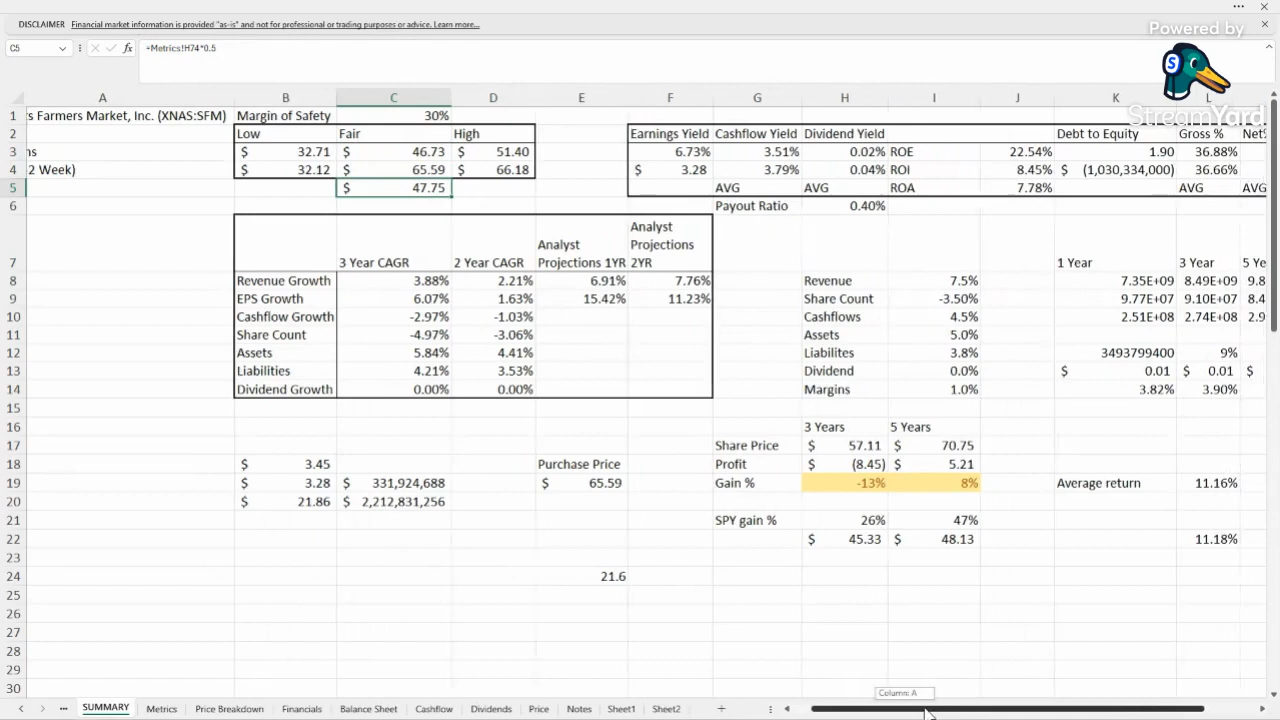 DISCLAIMER Financial market information is provided "as-is" and not for professional or trading purposes or advice. Learn more...
Powered by
StreamYard
C5 fx =Metrics!H74*0.5
A B C D E F G H I J K L
1 s Farmers Market, Inc. (XNAS:SFM) Margin of Safety 30%
2 Low Fair High Earnings Yield Cashflow Yield Dividend Yield Debt to Equity Gross %
3 ns $ 32.71 $ 46.73 $ 51.40 6.73% 3.51% 0.02% ROE 22.54% 1.90 36.88%
4 2 Week) $ 32.12 $ 65.59 $ 66.18 $ 3.28 3.79% 0.04% ROI 8.45% $ (1,030,334,000) 36.66%
5 $ 47.75 AVG AVG ROA 7.78% AVG AVG
6 Payout Ratio 0.40%
7 3 Year CAGR 2 Year CAGR Analyst Projections 1YR Analyst Projections 2YR 1 Year 3 Year 5 Ye
8 Revenue Growth 3.88% 2.21% 6.91% 7.76% Revenue 7.5% 7.35E+09 8.49E+09 9.8
9 EPS Growth 6.07% 1.63% 15.42% 11.23% Share Count -3.50% 9.77E+07 9.10E+07 8.4
10 Cashflow Growth -2.97% -1.03% Cashflows 4.5% 2.51E+08 2.74E+08 2.9
11 Share Count -4.97% -3.06% Assets 5.0%
12 Assets 5.84% 4.41% Liabilites 3.8% 3493799400 9%
13 Liabilities 4.21% 3.53% Dividend 0.0% $ 0.01 $ 0.01 $
14 Dividend Growth 0.00% 0.00% Margins 1.0% 3.82% 3.90%
15
16 3 Years 5 Years
17 Share Price $ 57.11 $ 70.75
18 $ 3.45 Purchase Price Profit $ (8.45) $ 5.21
19 $ 3.28 $ 331,924,688 $ 65.59 Gain % -13% 8% Average return 11.16%
20 $ 21.86 $ 2,212,831,256
21 SPY gain % 26% 47%
22 $ 45.33 $ 48.13 11.18%
23
24 21.6
25
26
27
28
29
30
Column: A
SUMMARY Metrics Price Breakdown Financials Balance Sheet Cashflow Dividends Price Notes Sheet1 Sheet2